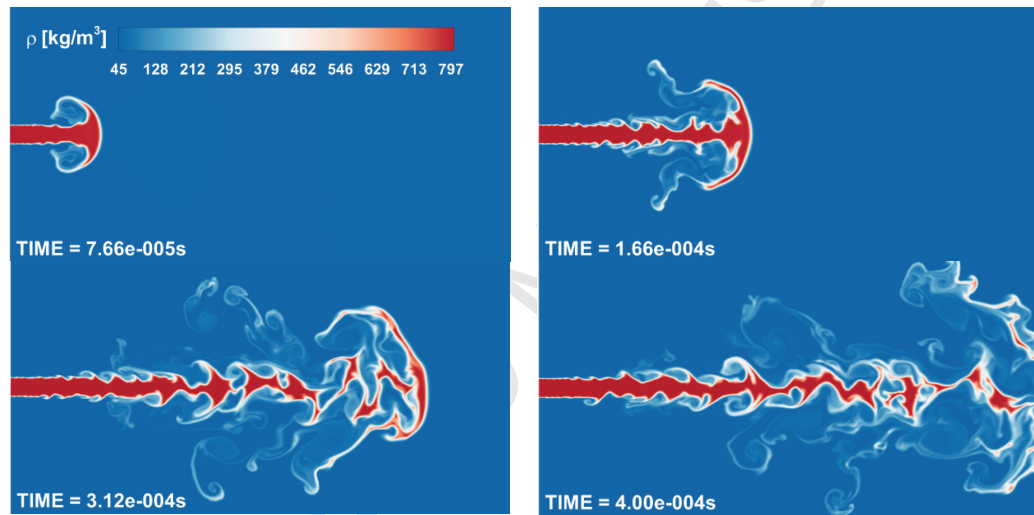 ρ [kg/m³]
45 128 212 295 379 462 546 629 713 797
TIME = 7.66e-005s
TIME = 1.66e-004s
TIME = 3.12e-004s
TIME = 4.00e-004s